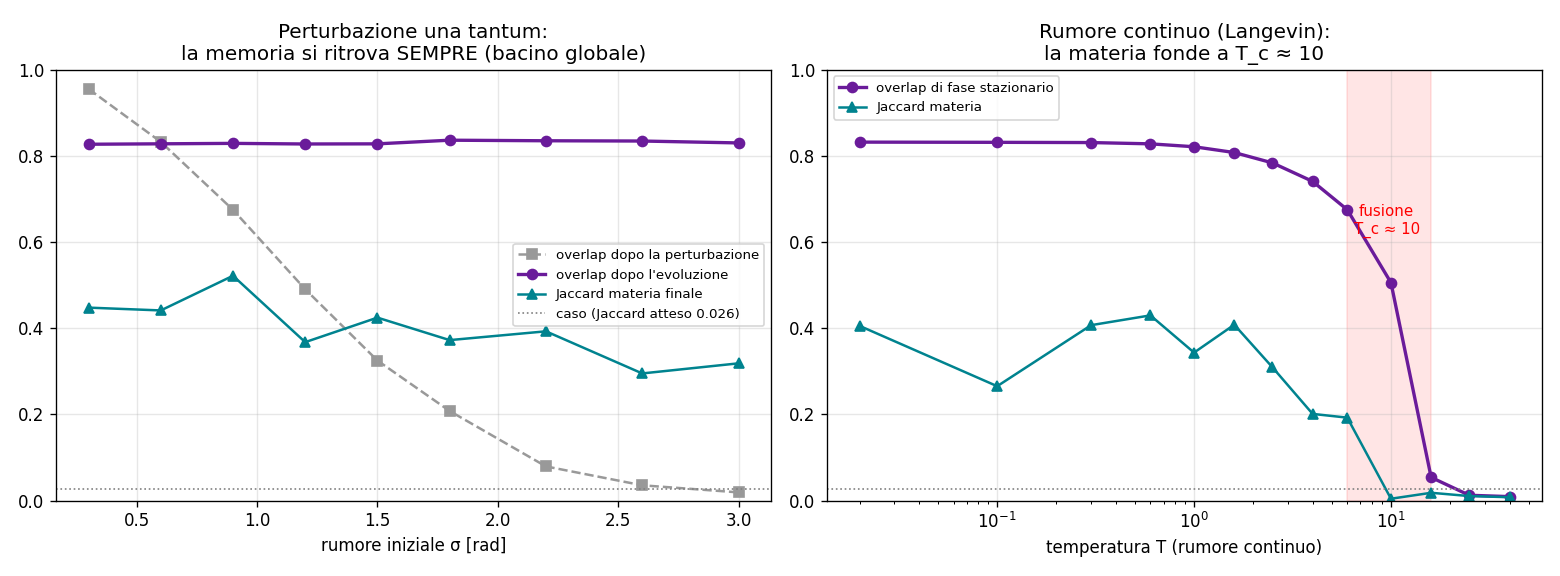 Perturbazione una tantum:
la memoria si ritrova SEMPRE (bacino globale)
1.0
0.8
0.6
0.4
0.2
0.0
overlap dopo la perturbazione
overlap dopo l'evoluzione
Jaccard materia finale
caso (Jaccard atteso 0.026)
0.5
1.0
1.5
2.0
2.5
3.0
rumore iniziale σ [rad]
Rumore continuo (Langevin):
la materia fonde a T_c ≈ 10
1.0
0.8
0.6
0.4
0.2
0.0
overlap di fase stazionario
Jaccard materia
fusione
T_c ≈ 10
10⁻¹
10⁰
10¹
temperatura T (rumore continuo)